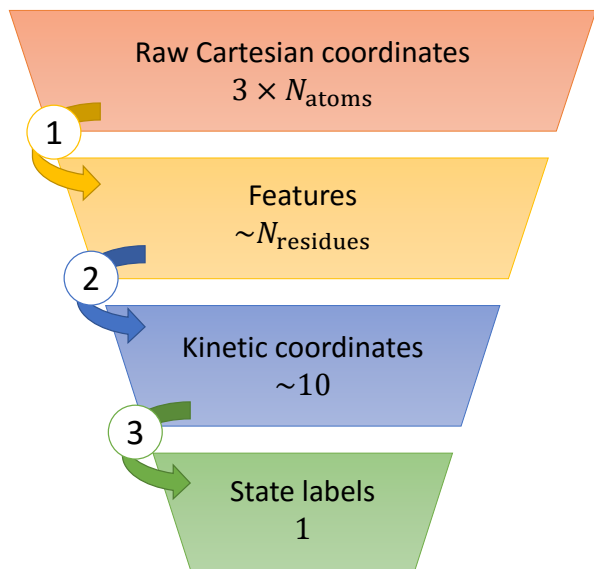 Raw Cartesian coordinates
3 × N_atoms
1
Features
~N_residues
2
Kinetic coordinates
~10
3
State labels
1